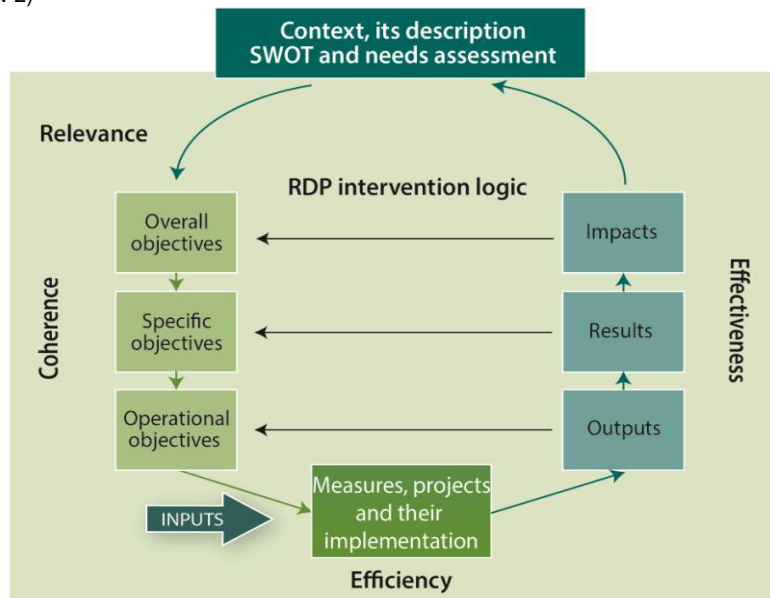 Context, its description
SWOT and needs assessment
Relevance
RDP intervention logic
Overall
objectives
Impacts
Coherence
Effectiveness
Specific
objectives
Results
Operational
objectives
Outputs
Measures, projects
and their
implementation
INPUTS
Efficiency